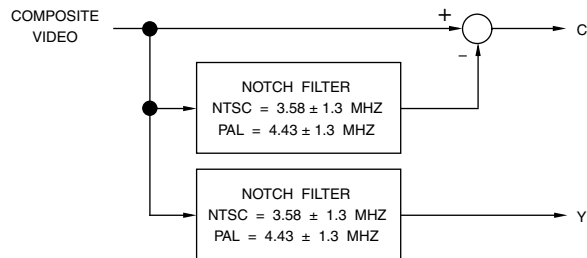 COMPOSITE
VIDEO
+
C
−
NOTCH FILTER
NTSC = 3.58 ± 1.3 MHZ
PAL = 4.43 ± 1.3 MHZ
NOTCH FILTER
NTSC = 3.58 ± 1.3 MHZ
PAL = 4.43 ± 1.3 MHZ
Y